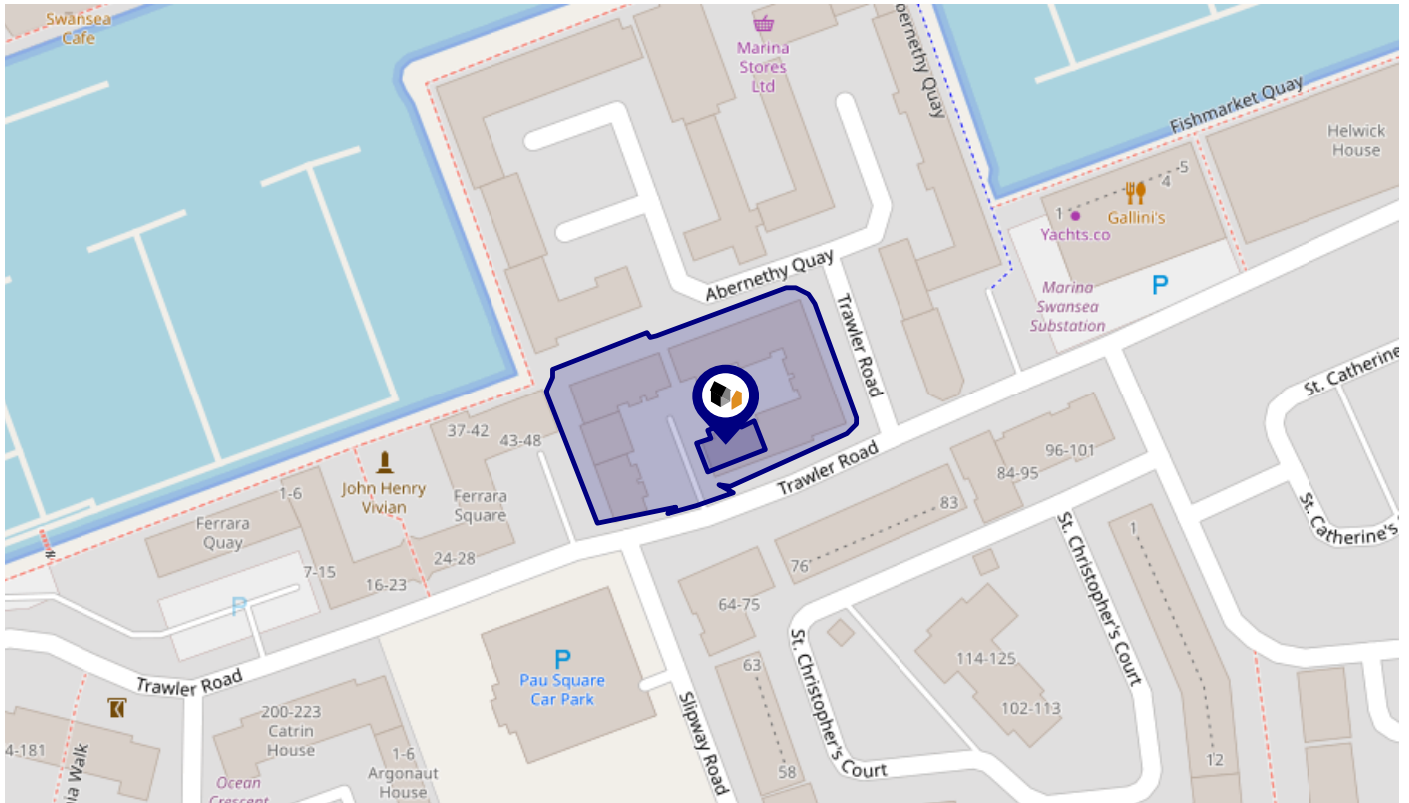 Swansea
Cafe
Marina
Stores
Ltd
bernethy Quay
Fishmarket Quay
Helwick
House
1
4
-5
Gallini's
Yachts.co
P
Marina
Swansea
Substation
Abernethy Quay
Trawler Road
St. Catherine
37-42
43-48
John Henry
Vivian
Ferrara
Square
1-6
Ferrara
Quay
7-15
16-23
24-28
P
Trawler Road
96-101
84-95
83
76
St. Christopher's Court
1
St. Catherine's
64-75
63
58
St. Christopher's Court
114-125
102-113
12
P
Pau Square
Car Park
Slipway Road
Trawler Road
200-223
Catrin
House
1-6
Argonaut
House
4-181
la Walk
Ocean
Crescent